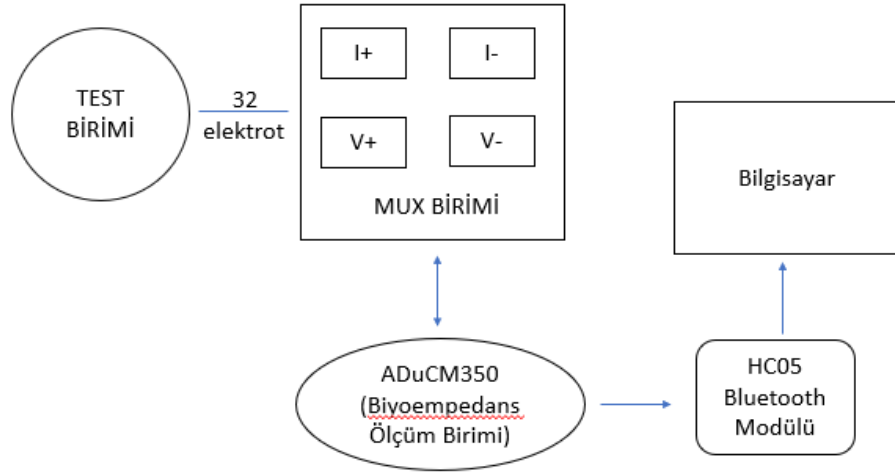 TEST
BİRİMİ
32
elektrot
I+
I-
V+
V-
MUX BİRİMİ
Bilgisayar
ADuCM350
(Biyoempedans
Ölçüm Birimi)
HC05
Bluetooth
Modülü